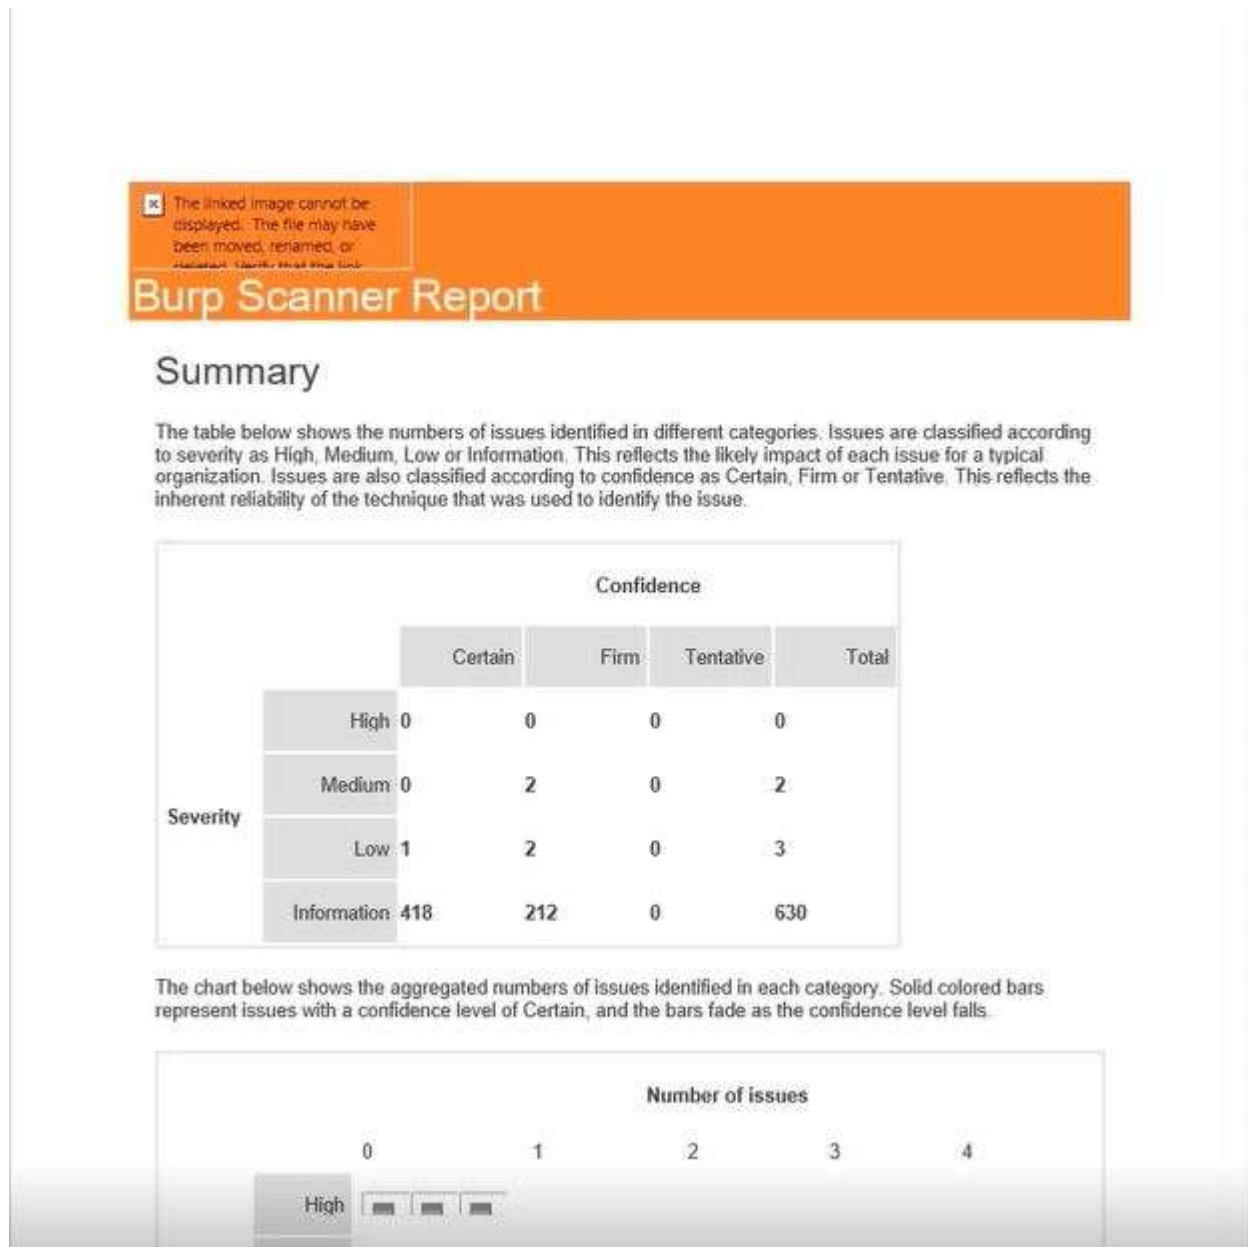 The linked image cannot be
displayed. The file may have
been moved, renamed, or
deleted. Verify that the link
Burp Scanner Report
Summary
The table below shows the numbers of issues identified in different categories. Issues are classified according
to severity as High, Medium, Low or Information. This reflects the likely impact of each issue for a typical
organization. Issues are also classified according to confidence as Certain, Firm or Tentative. This reflects the
inherent reliability of the technique that was used to identify the issue.
Confidence
Certain Firm Tentative Total
High 0 0 0 0
Medium 0 2 0 2
Severity
Low 1 2 0 3
Information 418 212 0 630
The chart below shows the aggregated numbers of issues identified in each category. Solid colored bars
represent issues with a confidence level of Certain, and the bars fade as the confidence level falls.
Number of issues
0 1 2 3 4
High